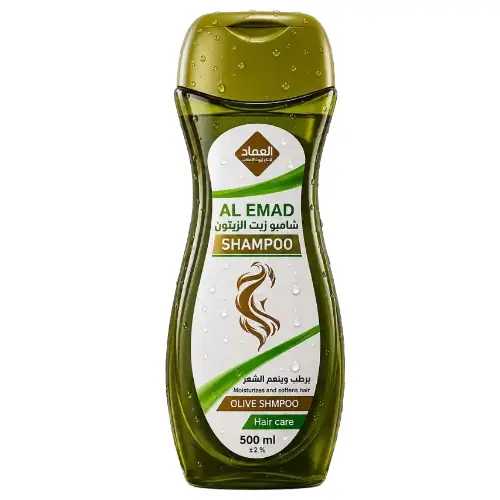 العماد
AL EMAD
شامبو زيت الزيتون
SHAMPOO
يرطب وينعم الشعر
Moisturizes and softens hair
OLIVE SHMPOO
Hair care
500 ml
±2 %